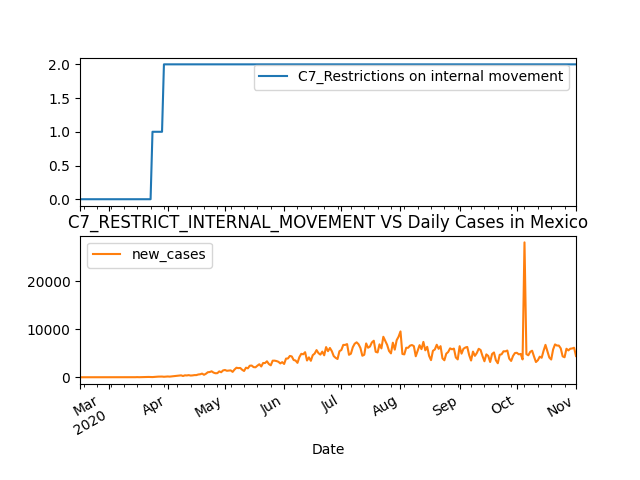 2.0
1.5
1.0
0.5
0.0
C7_Restrictions on internal movement
C7_RESTRICT_INTERNAL_MOVEMENT VS Daily Cases in Mexico
new_cases
20000
10000
0
Mar
2020
Apr
May
Jun
Jul
Aug
Sep
Oct
Nov
Date